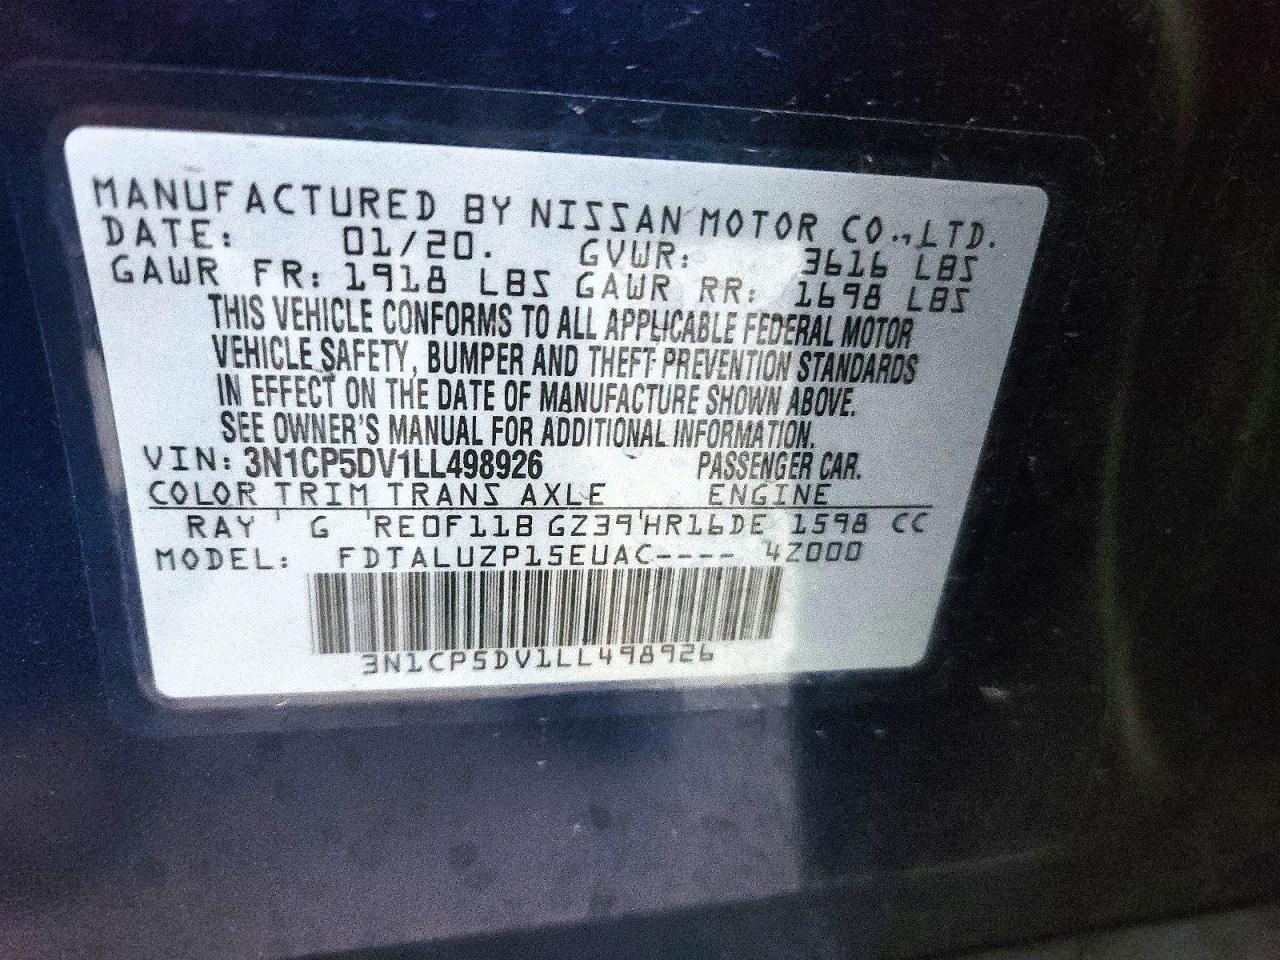 MANUFACTURED BY NISSAN MOTOR CO.,LTD.
DATE: 01/20. GVWR: 3616 LBS
GAWR FR: 1918 LBS GAWR RR: 1698 LBS
THIS VEHICLE CONFORMS TO ALL APPLICABLE FEDERAL MOTOR
VEHICLE SAFETY, BUMPER AND THEFT PREVENTION STANDARDS
IN EFFECT ON THE DATE OF MANUFACTURE SHOWN ABOVE.
SEE OWNER'S MANUAL FOR ADDITIONAL INFORMATION.
VIN: 3N1CP5DV1LL498926 PASSENGER CAR.
COLOR TRIM TRANS AXLE ENGINE
RAY G RE0F11B GZ39 HR16DE 1598 CC
MODEL: FDTALUZP15EUAC---- 4Z000
3N1CP5DV1LL498926